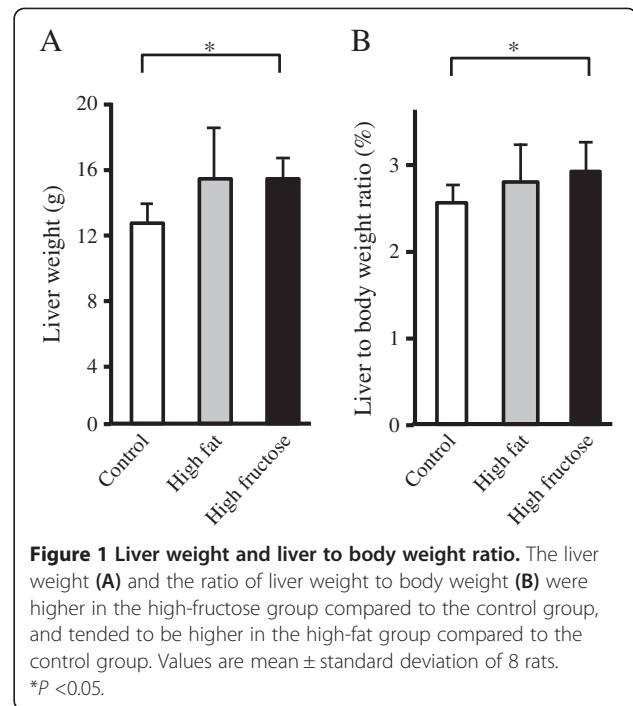 A
*
Liver weight (g)
20
16
12
8
4
0
Control
High fat
High fructose
B
*
Liver to body weight ratio (%)
3
2
1
0
Control
High fat
High fructose
Figure 1 Liver weight and liver to body weight ratio. The liver
weight (A) and the ratio of liver weight to body weight (B) were
higher in the high-fructose group compared to the control group,
and tended to be higher in the high-fat group compared to the
control group. Values are mean ± standard deviation of 8 rats.
*P <0.05.